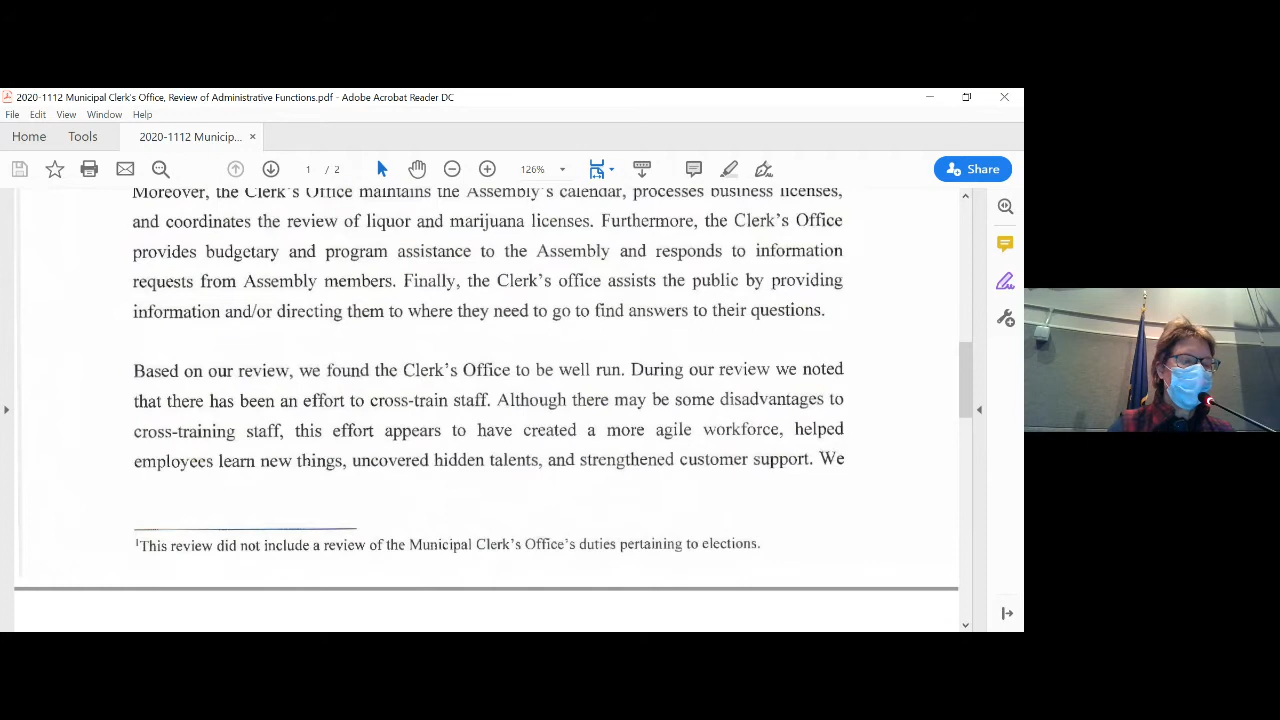 2020-1112 Municipal Clerk's Office, Review of Administrative Functions.pdf - Adobe Acrobat Reader DC
File Edit View Window Help
Home Tools 2020-1112 Municip... ×
1 / 2 126% Share
Moreover, the Clerk's Office maintains the Assembly's calendar, processes business licenses,
and coordinates the review of liquor and marijuana licenses. Furthermore, the Clerk's Office
provides budgetary and program assistance to the Assembly and responds to information
requests from Assembly members. Finally, the Clerk's office assists the public by providing
information and/or directing them to where they need to go to find answers to their questions.
Based on our review, we found the Clerk's Office to be well run. During our review we noted
that there has been an effort to cross-train staff. Although there may be some disadvantages to
cross-training staff, this effort appears to have created a more agile workforce, helped
employees learn new things, uncovered hidden talents, and strengthened customer support. We
¹This review did not include a review of the Municipal Clerk's Office's duties pertaining to elections.